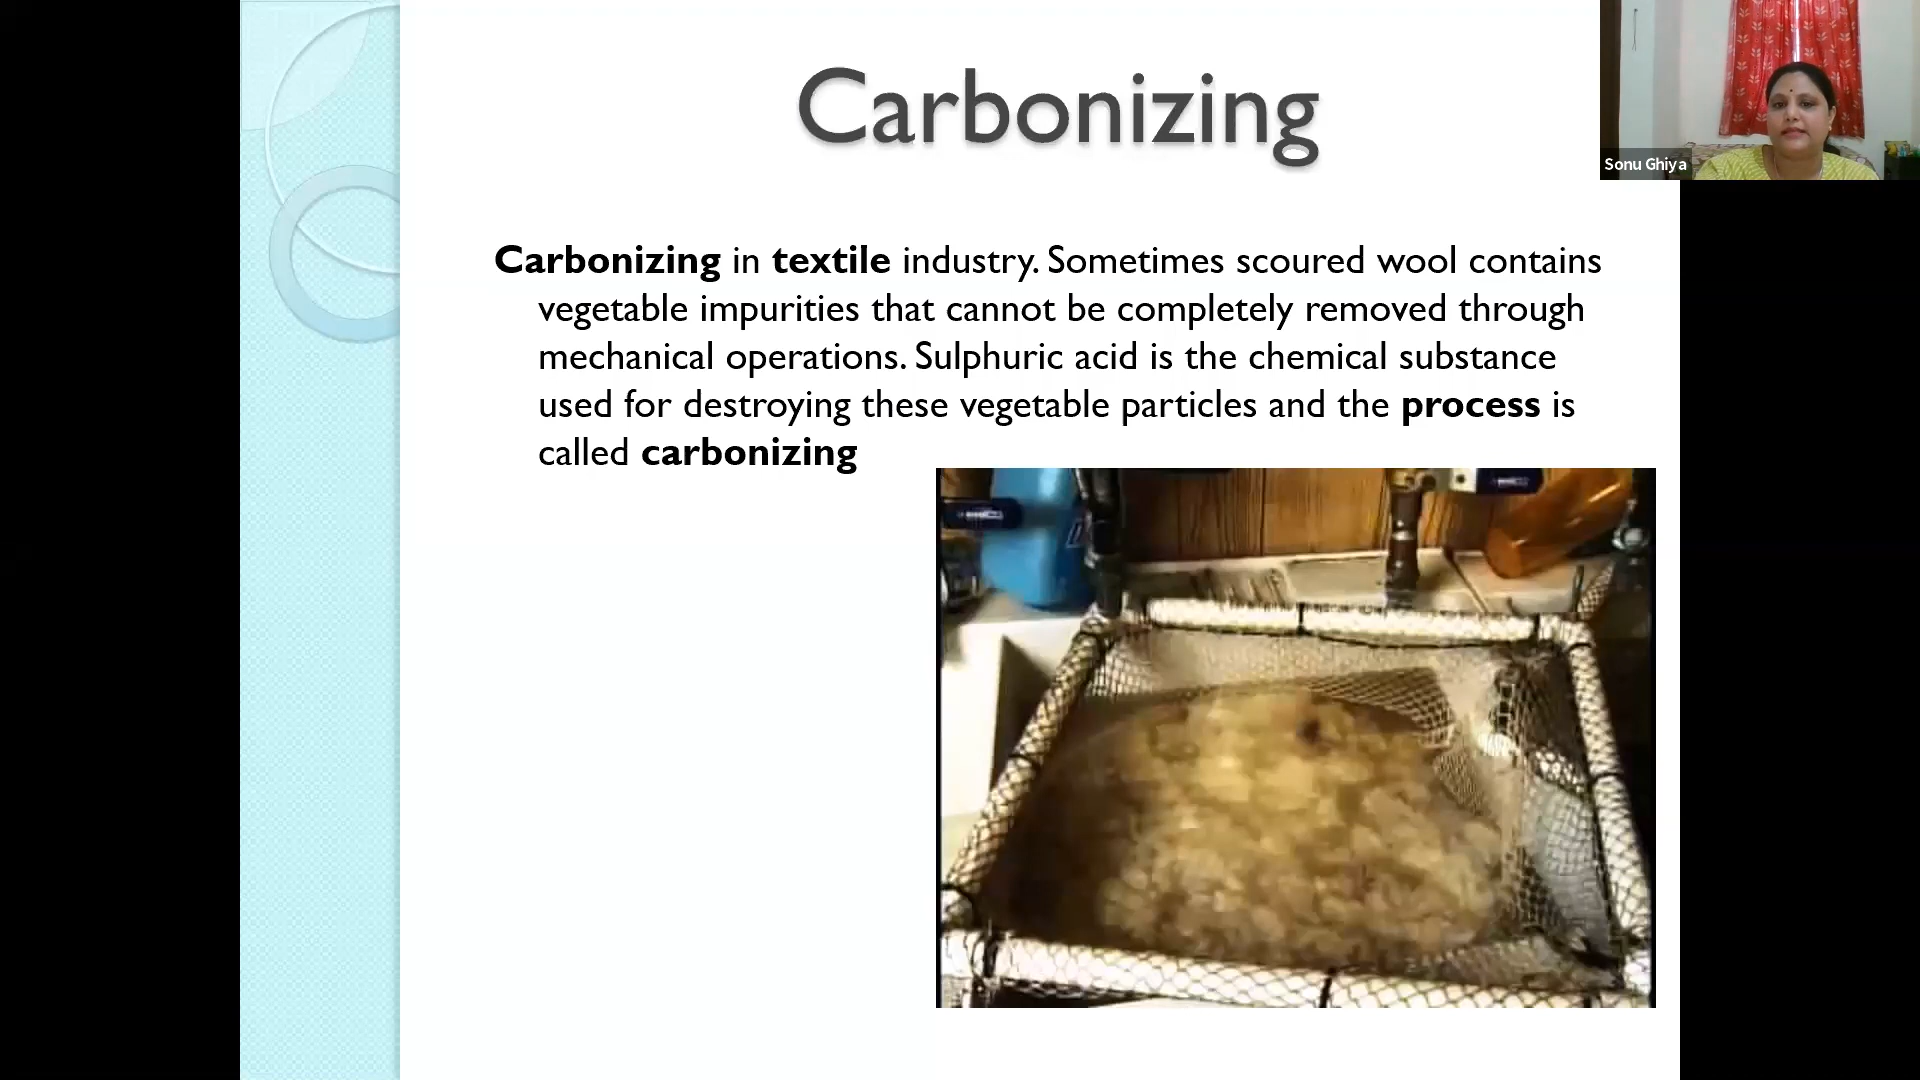 Carbonizing
Sonu Ghiya
Carbonizing in textile industry. Sometimes scoured wool contains
vegetable impurities that cannot be completely removed through
mechanical operations. Sulphuric acid is the chemical substance
used for destroying these vegetable particles and the process is
called carbonizing